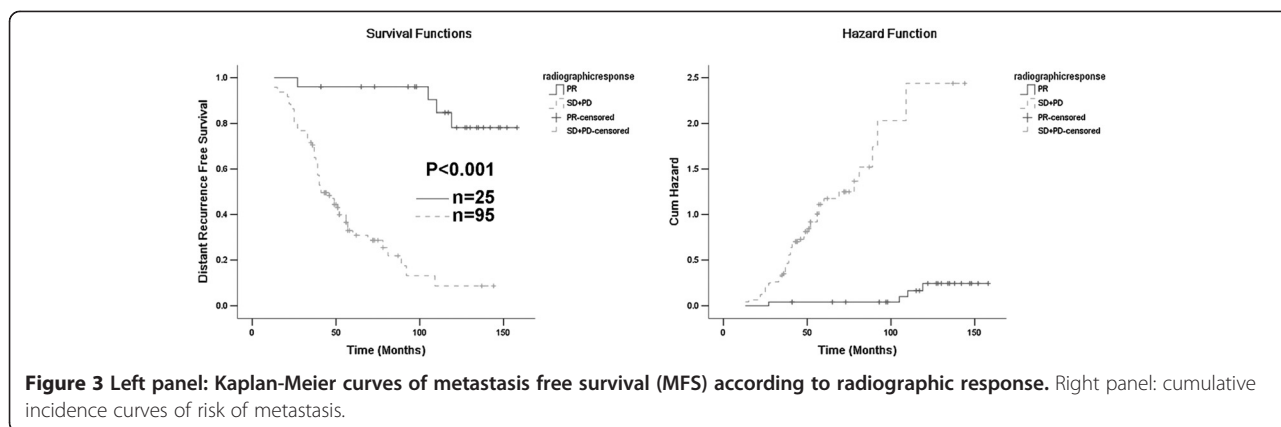 Survival Functions
Distant Recurrence Free Survival
1.0
0.8
0.6
0.4
0.2
0.0
0
50
100
150
Time (Months)
P<0.001
n=25
n=95
radiographicresponse
PR
SD+PD
PR-censored
SD+PD-censored
Hazard Function
Cum Hazard
2.5
2.0
1.5
1.0
0.5
0.0
0
50
100
150
Time (Months)
radiographicresponse
PR
SD+PD
PR-censored
SD+PD-censored
Figure 3 Left panel: Kaplan-Meier curves of metastasis free survival (MFS) according to radiographic response. Right panel: cumulative
incidence curves of risk of metastasis.